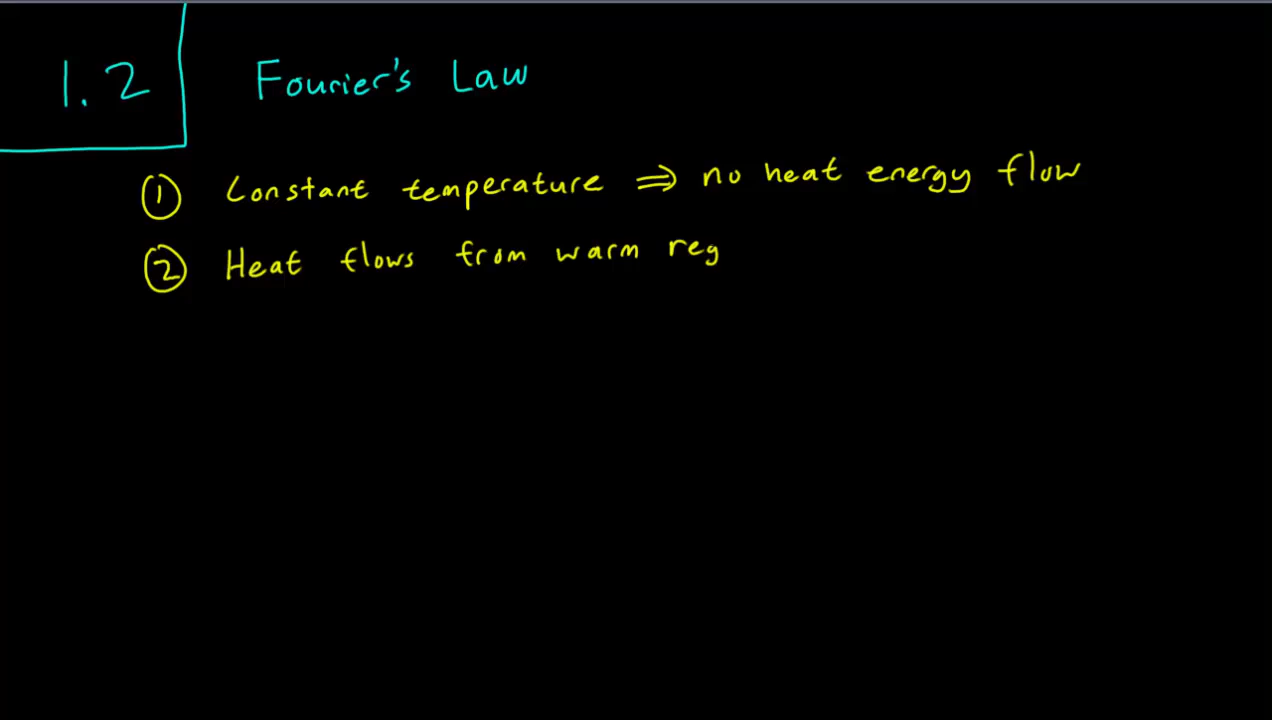 1.2 Fourier's Law
① Constant temperature ⇒ no heat energy flow
② Heat flows from warm reg